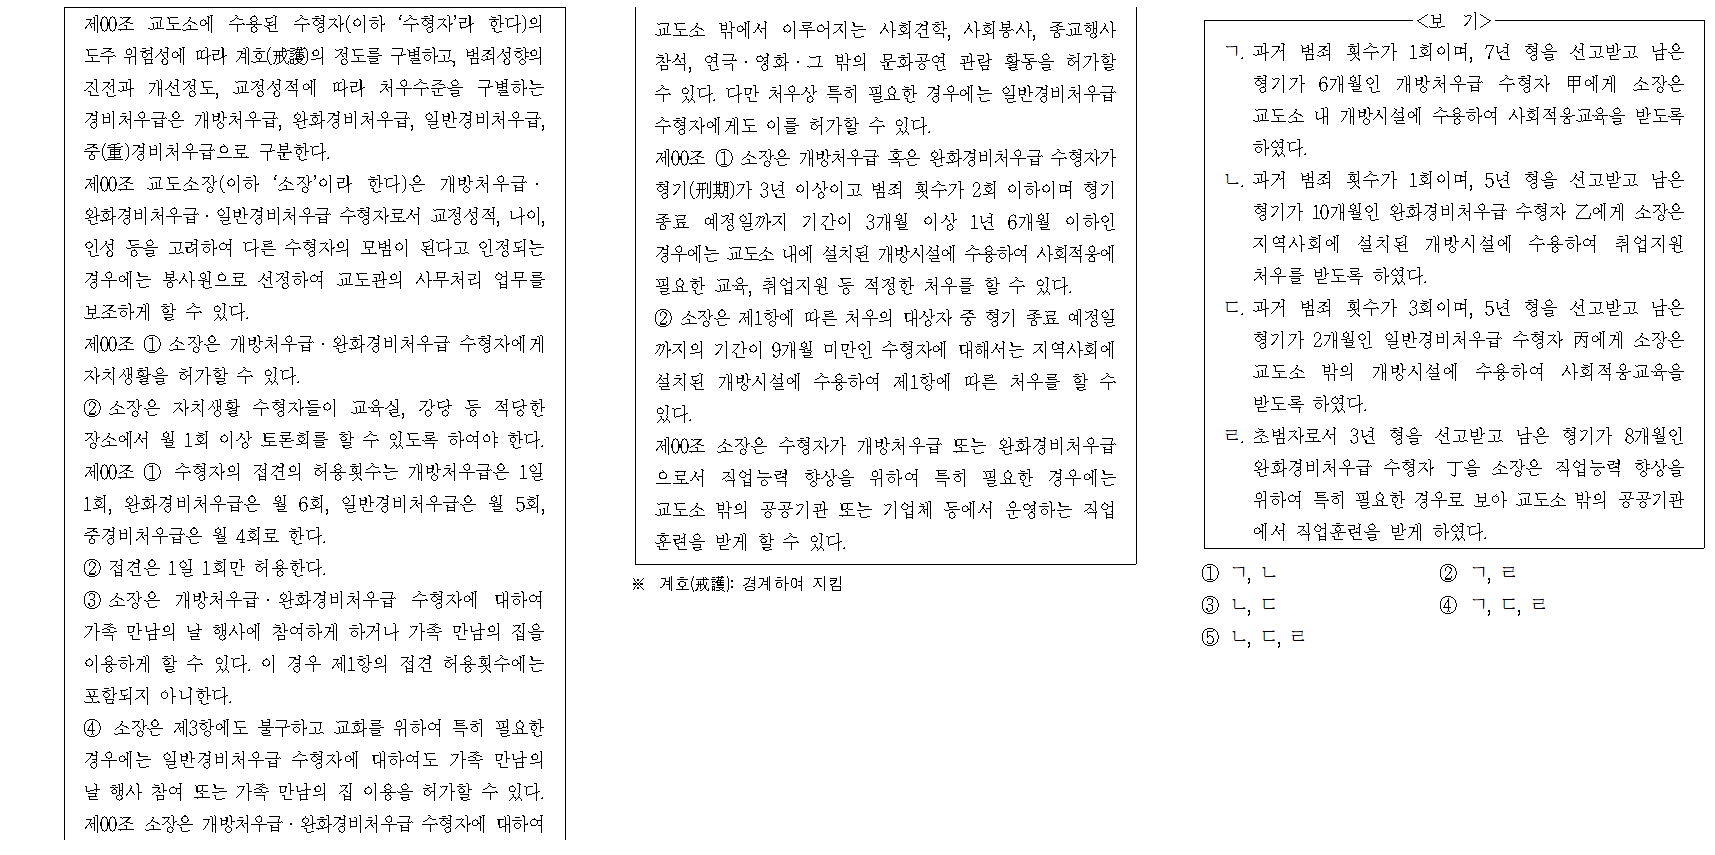 제00조 교도소에 수용된 수형자(이하 ‘수형자’라 한다)의
도주 위험성에 따라 계호(戒護)의 정도를 구별하고, 범죄성향의
진전과 개선정도, 교정성적에 따라 처우수준을 구별하는
경비처우급은 개방처우급, 완화경비처우급, 일반경비처우급,
중(重)경비처우급으로 구분한다.
제00조 교도소장(이하 ‘소장’이라 한다)은 개방처우급ㆍ
완화경비처우급ㆍ일반경비처우급 수형자로서 교정성적, 나이,
인성 등을 고려하여 다른 수형자의 모범이 된다고 인정되는
경우에는 봉사원으로 선정하여 교도관의 사무처리 업무를
보조하게 할 수 있다.
제00조 ① 소장은 개방처우급ㆍ완화경비처우급 수형자에게
자치생활을 허가할 수 있다.
② 소장은 자치생활 수형자들이 교육실, 강당 등 적당한
장소에서 월 1회 이상 토론회를 할 수 있도록 하여야 한다.
제00조 ① 수형자의 접견의 허용횟수는 개방처우급은 1일
1회, 완화경비처우급은 월 6회, 일반경비처우급은 월 5회,
중경비처우급은 월 4회로 한다.
② 접견은 1일 1회만 허용한다.
③ 소장은 개방처우급ㆍ완화경비처우급 수형자에 대하여
가족 만남의 날 행사에 참여하게 하거나 가족 만남의 집을
이용하게 할 수 있다. 이 경우 제1항의 접견 허용횟수에는
포함되지 아니한다.
④ 소장은 제3항에도 불구하고 교화를 위하여 특히 필요한
경우에는 일반경비처우급 수형자에 대하여도 가족 만남의
날 행사 참여 또는 가족 만남의 집 이용을 허가할 수 있다.
제00조 소장은 개방처우급ㆍ완화경비처우급 수형자에 대하여
교도소 밖에서 이루어지는 사회견학, 사회봉사, 종교행사
참석, 연극ㆍ영화ㆍ그 밖의 문화공연 관람 활동을 허가할
수 있다. 다만 처우상 특히 필요한 경우에는 일반경비처우급
수형자에게도 이를 허가할 수 있다.
제00조 ① 소장은 개방처우급 혹은 완화경비처우급 수형자가
형기(刑期)가 3년 이상이고 범죄 횟수가 2회 이하이며 형기
종료 예정일까지 기간이 3개월 이상 1년 6개월 이하인
경우에는 교도소 내에 설치된 개방시설에 수용하여 사회적응에
필요한 교육, 취업지원 등 적정한 처우를 할 수 있다.
② 소장은 제1항에 따른 처우의 대상자 중 형기 종료 예정일
까지의 기간이 9개월 미만인 수형자에 대해서는 지역사회에
설치된 개방시설에 수용하여 제1항에 따른 처우를 할 수
있다.
제00조 소장은 수형자가 개방처우급 또는 완화경비처우급
으로서 직업능력 향상을 위하여 특히 필요한 경우에는
교도소 밖의 공공기관 또는 기업체 등에서 운영하는 직업
훈련을 받게 할 수 있다.
※ 계호(戒護): 경계하여 지킴
<보 기>
ㄱ. 과거 범죄 횟수가 1회이며, 7년 형을 선고받고 남은
형기가 6개월인 개방처우급 수형자 甲에게 소장은
교도소 내 개방시설에 수용하여 사회적응교육을 받도록
하였다.
ㄴ. 과거 범죄 횟수가 1회이며, 5년 형을 선고받고 남은
형기가 10개월인 완화경비처우급 수형자 乙에게 소장은
지역사회에 설치된 개방시설에 수용하여 취업지원
처우를 받도록 하였다.
ㄷ. 과거 범죄 횟수가 3회이며, 5년 형을 선고받고 남은
형기가 2개월인 일반경비처우급 수형자 丙에게 소장은
교도소 밖의 개방시설에 수용하여 사회적응교육을
받도록 하였다.
ㄹ. 초범자로서 3년 형을 선고받고 남은 형기가 8개월인
완화경비처우급 수형자 丁을 소장은 직업능력 향상을
위하여 특히 필요한 경우로 보아 교도소 밖의 공공기관
에서 직업훈련을 받게 하였다.
① ㄱ, ㄴ ② ㄱ, ㄹ
③ ㄴ, ㄷ ④ ㄱ, ㄷ, ㄹ
⑤ ㄴ, ㄷ, ㄹ